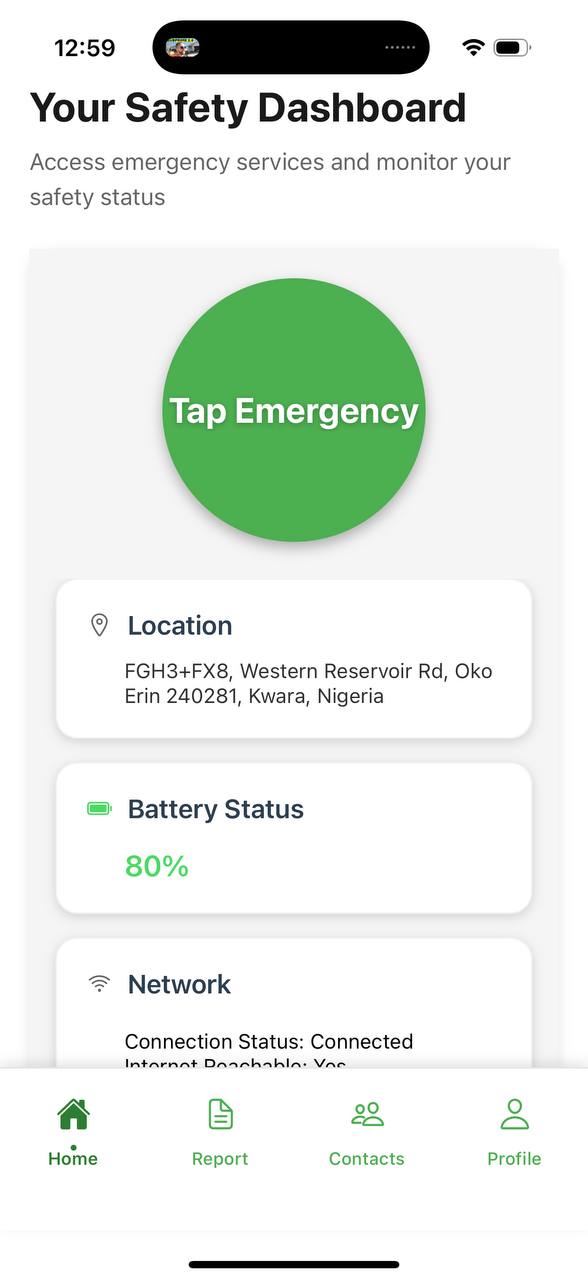 12:59
Your Safety Dashboard
Access emergency services and monitor your
safety status
Tap Emergency
Location
FGH3+FX8, Western Reservoir Rd, Oko
Erin 240281, Kwara, Nigeria
Battery Status
80%
Network
Connection Status: Connected
Internet Reachable: Yes
Home
Report
Contacts
Profile